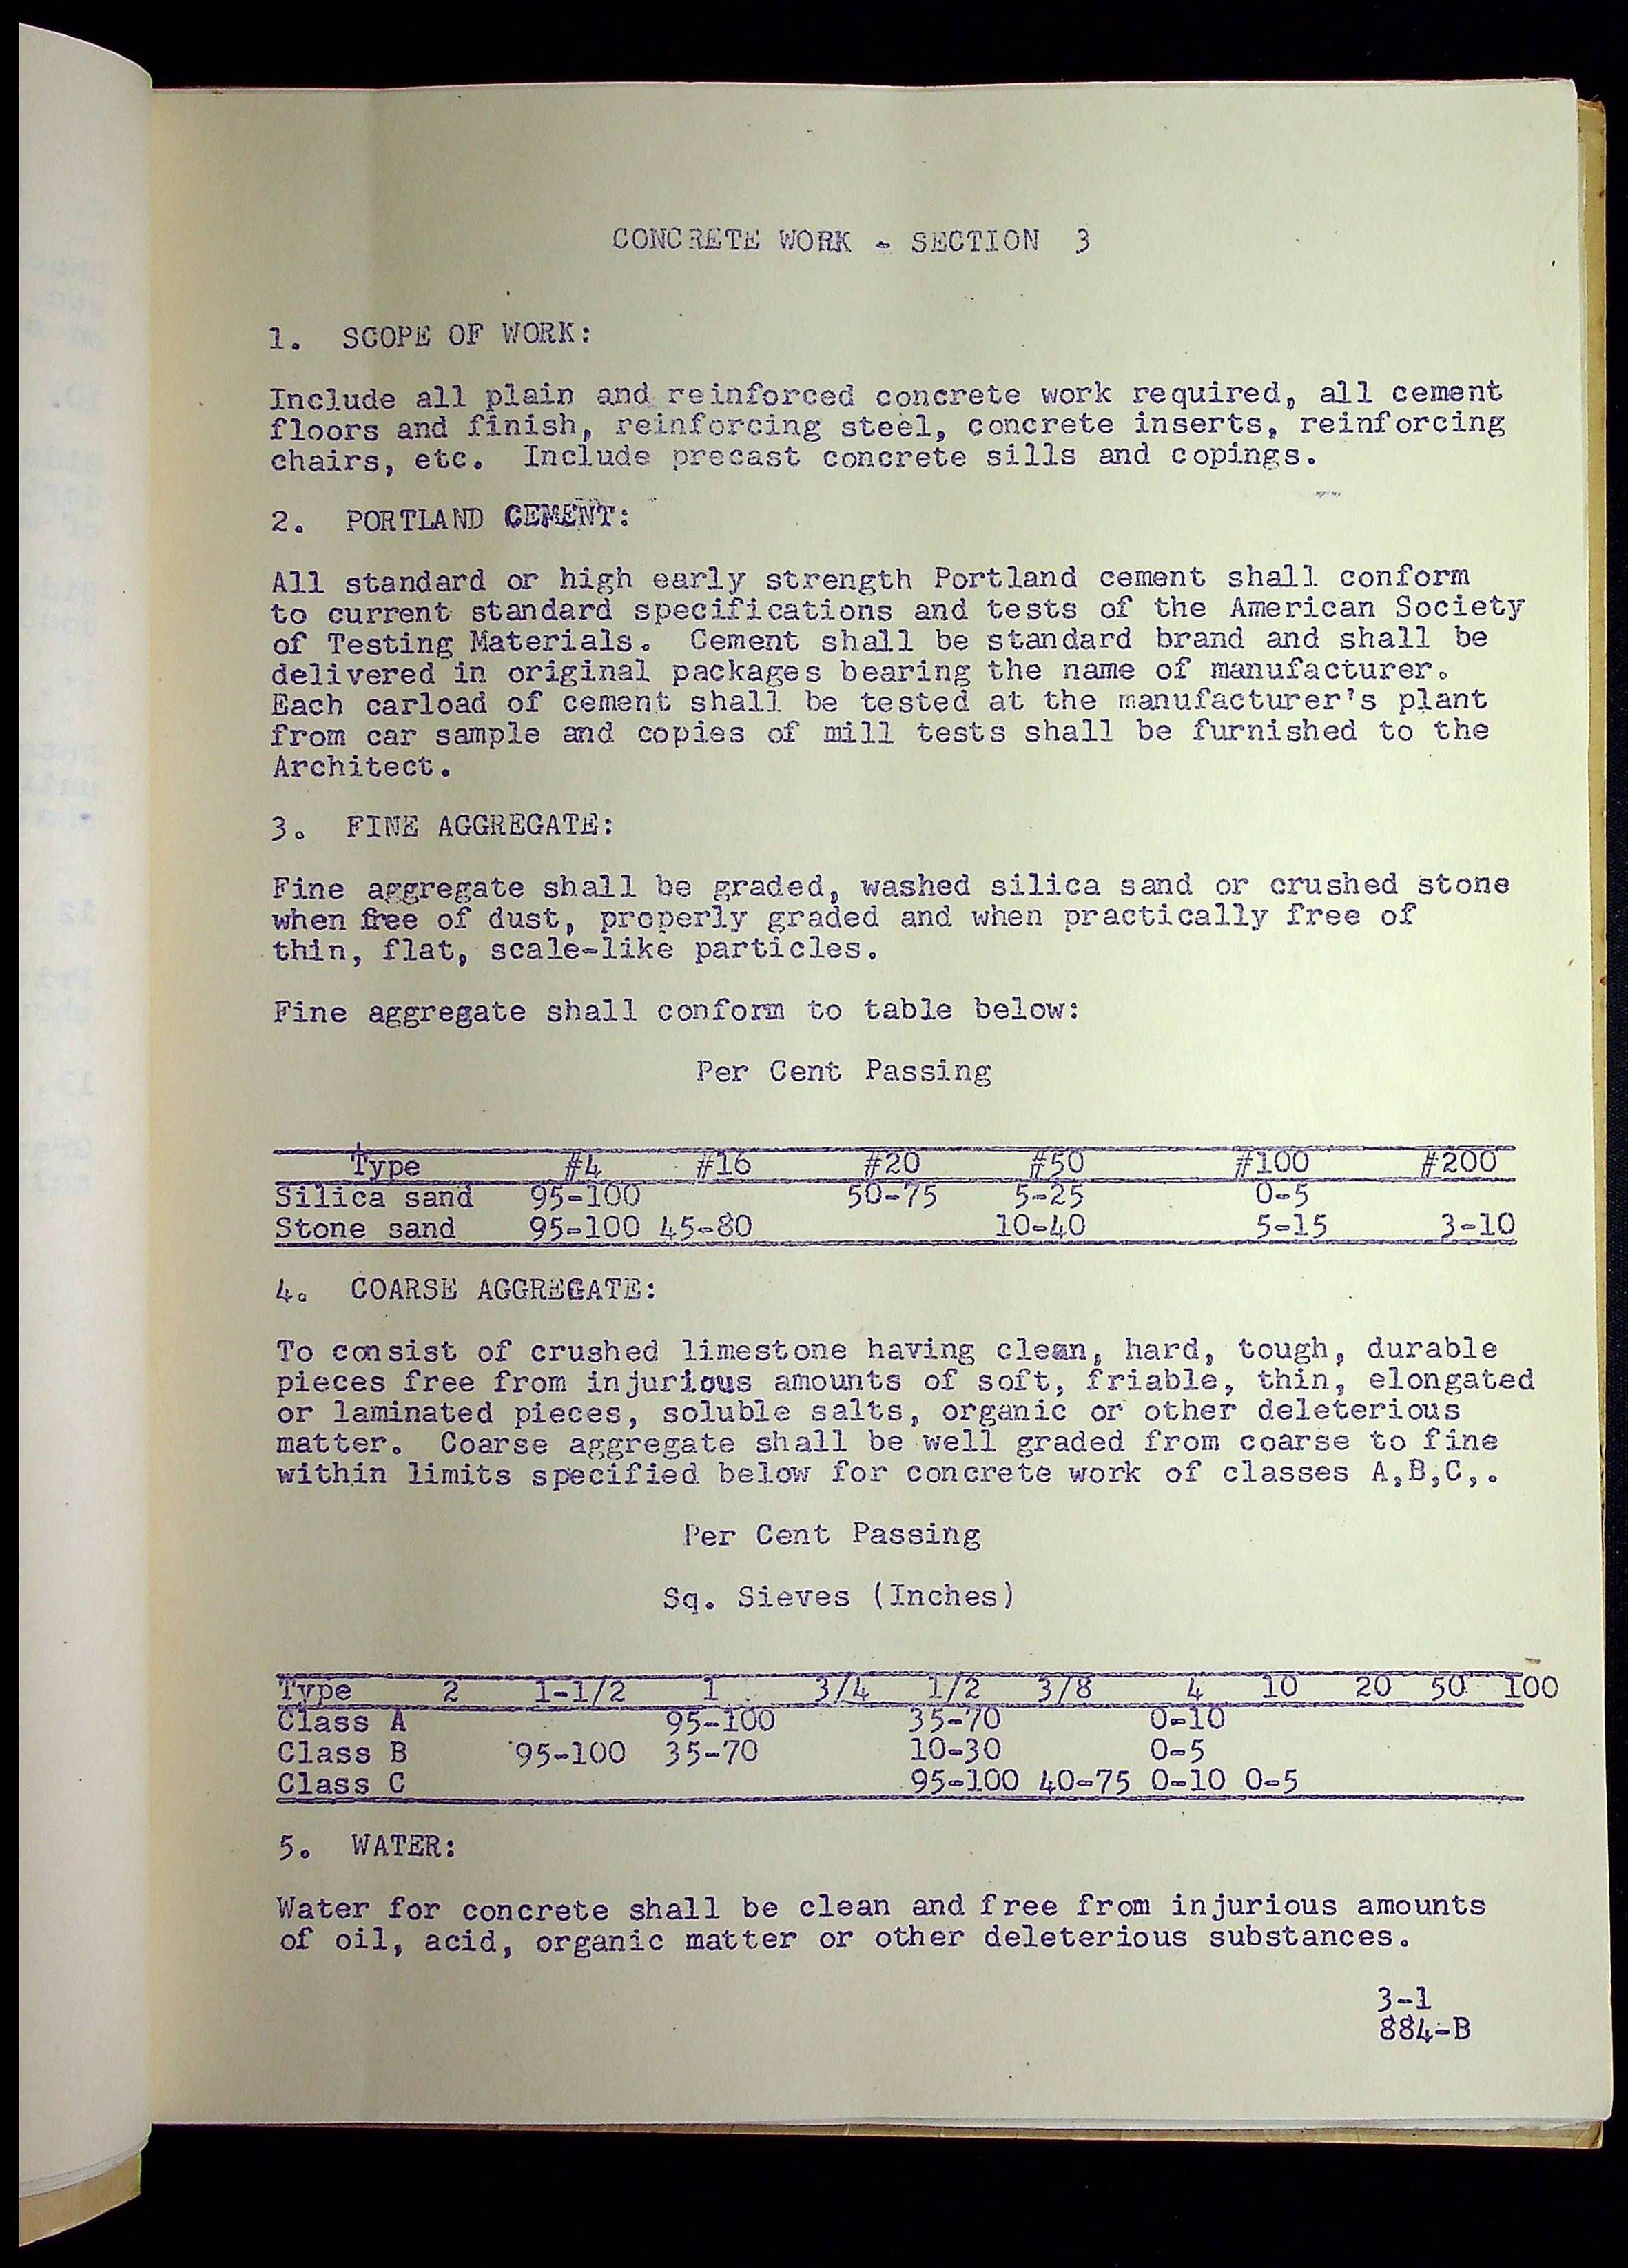 CONCRETE WORK - SECTION 3
1. SCOPE OF WORK:
Include all plain and reinforced concrete work required, all cement
floors and finish, reinforcing steel, concrete inserts, reinforcing
chairs, etc. Include precast concrete sills and copings.
2. PORTLAND CEMENT:
All standard or high early strength Portland cement shall conform
to current standard specifications and tests of the American Society
of Testing Materials. Cement shall be standard brand and shall be
delivered in original packages bearing the name of manufacturer.
Each carload of cement shall be tested at the manufacturer's plant
from car sample and copies of mill tests shall be furnished to the
Architect.
3. FINE AGGREGATE:
Fine aggregate shall be graded, washed silica sand or crushed stone
when free of dust, properly graded and when practically free of
thin, flat, scale-like particles.
Fine aggregate shall conform to table below:
Per Cent Passing
Type #4 #16 #20 #50 #100 #200
Silica sand 95-100 50-75 5-25 0-5
Stone sand 95-100 45-80 10-40 5-15 3-10
4. COARSE AGGREGATE:
To consist of crushed limestone having clean, hard, tough, durable
pieces free from injurious amounts of soft, friable, thin, elongated
or laminated pieces, soluble salts, organic or other deleterious
matter. Coarse aggregate shall be well graded from coarse to fine
within limits specified below for concrete work of classes A,B,C,.
Per Cent Passing
Sq. Sieves (Inches)
Type 2 1-1/2 1 3/4 1/2 3/8 4 10 20 50 100
Class A 95-100 35-70 0-10
Class B 95-100 35-70 10-30 0-5
Class C 95-100 40-75 0-10 0-5
5. WATER:
Water for concrete shall be clean and free from injurious amounts
of oil, acid, organic matter or other deleterious substances.
3-1
884-B